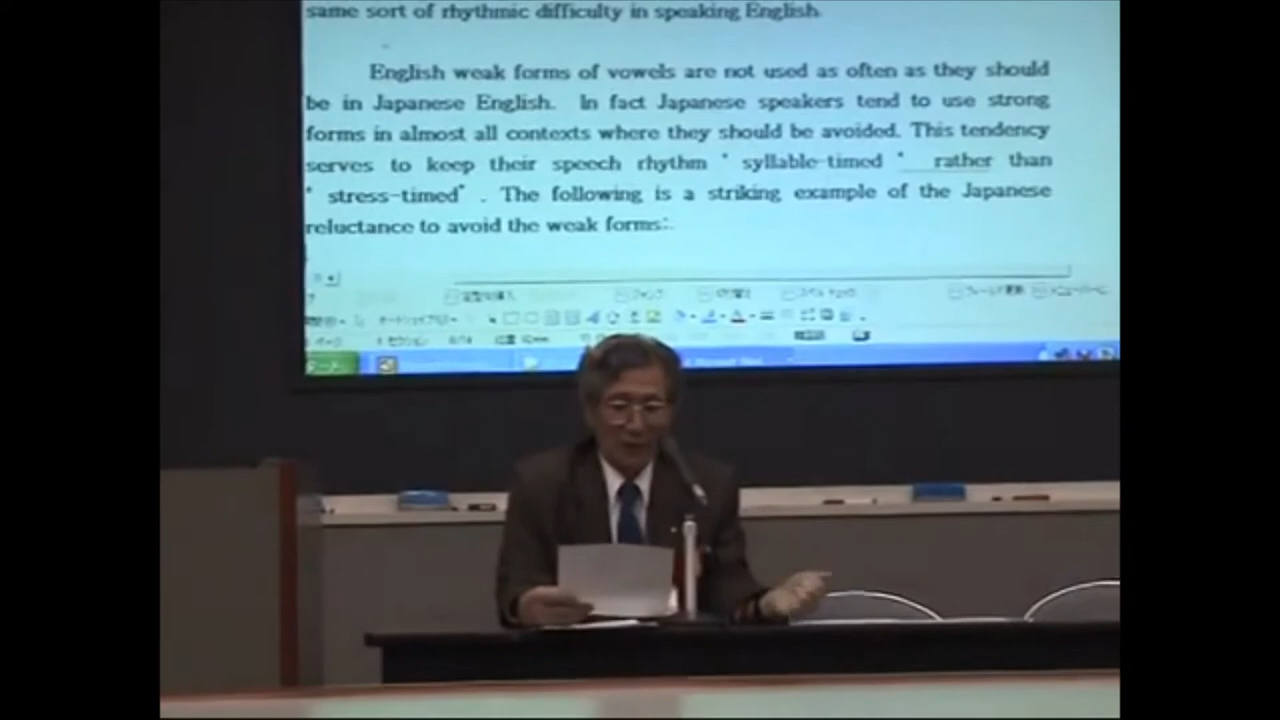 same sort of rhythmic difficulty in speaking English.
English weak forms of vowels are not used as often as they should
be in Japanese English. In fact Japanese speakers tend to use strong
forms in almost all contexts where they should be avoided. This tendency
serves to keep their speech rhythm " syllable-timed " rather than
" stress-timed" . The following is a striking example of the Japanese
reluctance to avoid the weak forms: